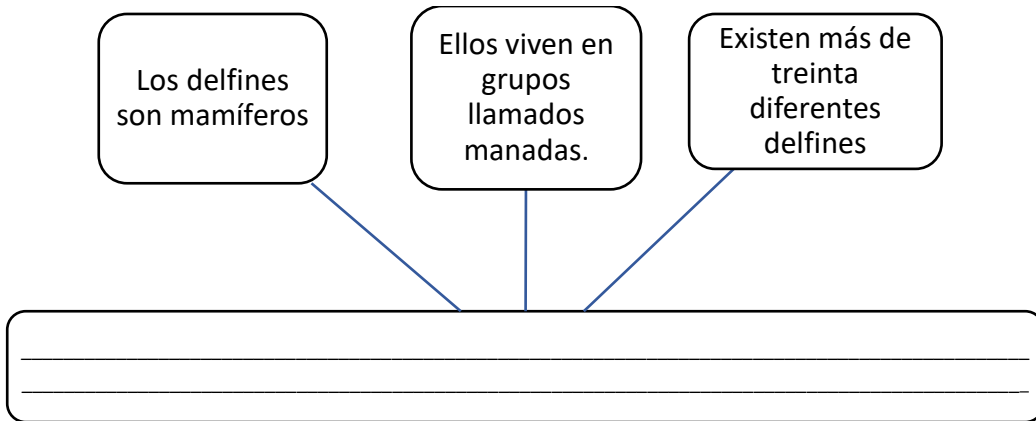 Los delfines
son mamíferos
Ellos viven en
grupos
llamados
manadas.
Existen más de
treinta
diferentes
delfines